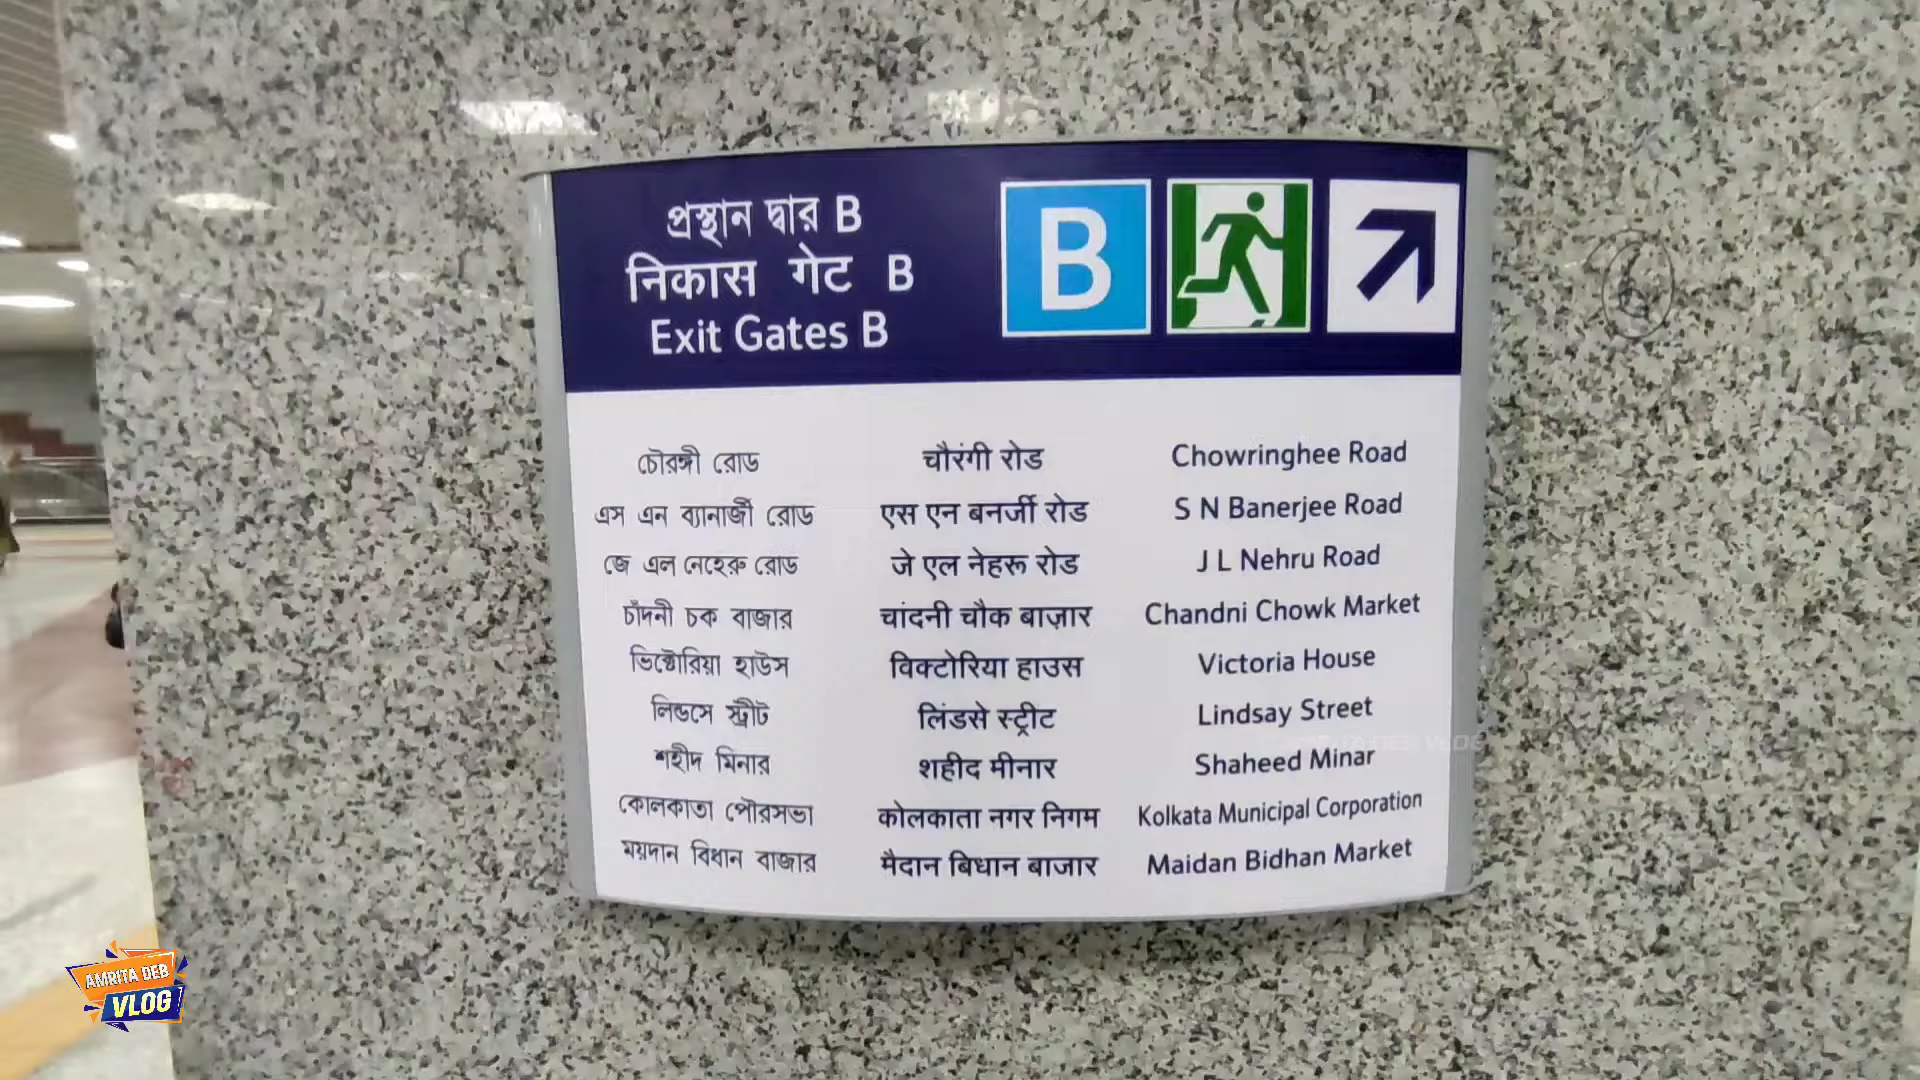 প্রস্থান দ্বার B
निकास गेट B
Exit Gates B
B
চৌরঙ্গী রোড चौरंगी रोड Chowringhee Road
এস এন ব্যানার্জী রোড एस एन बनर्जी रोड S N Banerjee Road
জে এল নেহেরু রোড जे एल नेहरू रोड J L Nehru Road
চাঁদনী চক বাজার चांदनी चौक बाज़ार Chandni Chowk Market
ভিক্টোরিয়া হাউস विक्टोरिया हाउस Victoria House
লিন্ডসে স্ট্রীট लिंडसे स्ट्रीट Lindsay Street
শহীদ মিনার शहीद मीनार Shaheed Minar
কোলকাতা পৌরসভা कोलकाता नगर निगम Kolkata Municipal Corporation
ময়দান বিধান বাজার मैदान बिधान बाजार Maidan Bidhan Market
AMRITA DEB
VLOG